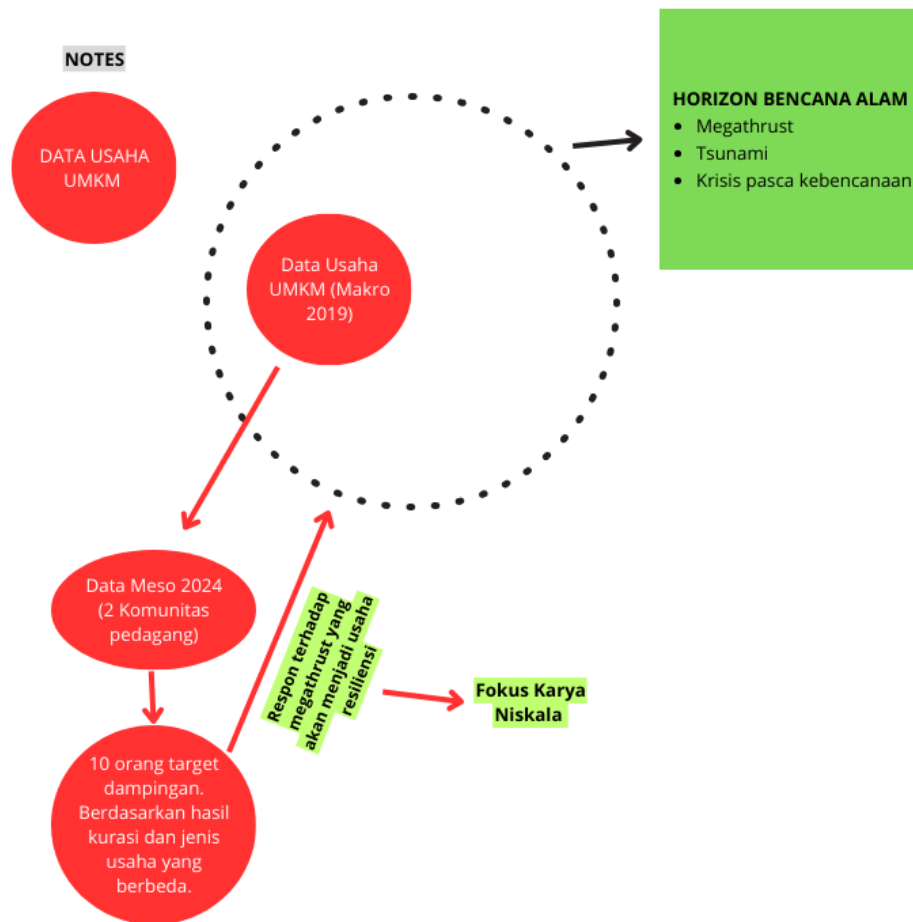 NOTES
DATA USAHA
UMKM
HORIZON BENCANA ALAM
• Megathrust
• Tsunami
• Krisis pasca kebencanaan
Data Usaha
UMKM (Makro
2019)
Data Meso 2024
(2 Komunitas
pedagang)
Respon terhadap
megathrust yang
akan menjadi usaha
resiliensi
Fokus Karya
Niskala
10 orang target
dampingan.
Berdasarkan hasil
kurasi dan jenis
usaha yang
berbeda.